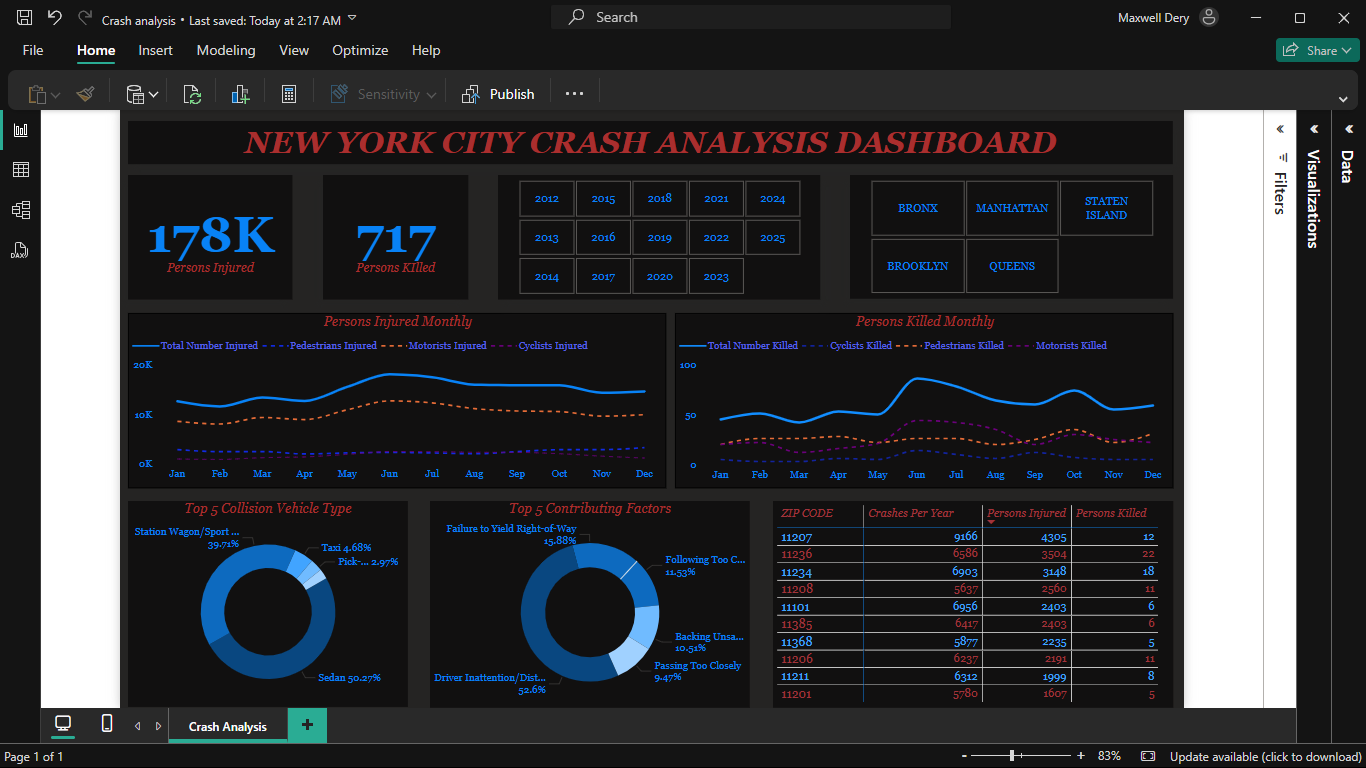 Crash analysis • Last saved: Today at 2:17 AM
Search
Maxwell Dery
File Home Insert Modeling View Optimize Help
Share
Sensitivity
Publish
NEW YORK CITY CRASH ANALYSIS DASHBOARD
178K
Persons Injured
717
Persons KIlled
2012 2015 2018 2021 2024
2013 2016 2019 2022 2025
2014 2017 2020 2023
BRONX MANHATTAN STATEN
ISLAND
BROOKLYN QUEENS
Persons Injured Monthly
Total Number Injured Pedestrians Injured Motorists Injured Cyclists Injured
20K
10K
0K
Jan Feb Mar Apr May Jun Jul Aug Sep Oct Nov Dec
Persons Killed Monthly
Total Number Killed Cyclists Killed Pedestrians Killed Motorists Killed
100
50
0
Jan Feb Mar Apr May Jun Jul Aug Sep Oct Nov Dec
Top 5 Collision Vehicle Type
Station Wagon/Sport ...
39.71%
Taxi 4.68%
Pick-... 2.97%
Sedan 50.27%
Top 5 Contributing Factors
Failure to Yield Right-of-Way
15.88%
Following Too C...
11.53%
Backing Unsa...
10.51%
Passing Too Closely
9.47%
Driver Inattention/Dist...
52.6%
ZIP CODE Crashes Per Year Persons Injured Persons Killed
11207 9166 4305 12
11236 6586 3504 22
11234 6903 3148 18
11208 5637 2560 11
11101 6956 2403 6
11385 6417 2403 6
11368 5877 2235 5
11206 6237 2191 11
11211 6312 1999 8
11201 5780 1607 5
Filters
Visualizations
Data
DAX
Crash Analysis
+
Page 1 of 1
- + 83%
Update available (click to download)